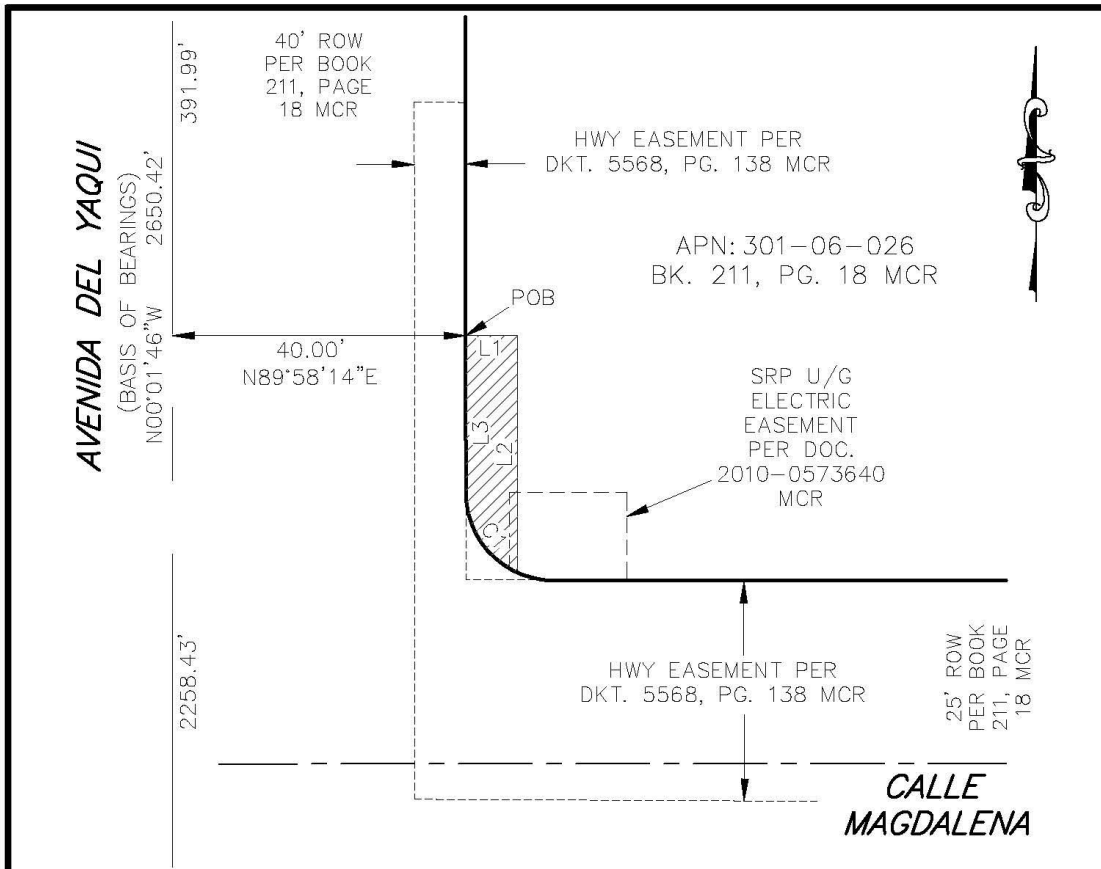 40' ROW
PER BOOK
211, PAGE
18 MCR
391.99'
HWY EASEMENT PER
DKT. 5568, PG. 138 MCR
AVENIDA DEL YAQUI
(BASIS OF BEARINGS)
N00°01'46"W 2650.42'
APN: 301-06-026
BK. 211, PG. 18 MCR
POB
40.00'
N89°58'14"E
L1
L3
L2
C1
SRP U/G
ELECTRIC
EASEMENT
PER DOC.
2010-0573640
MCR
2258.43'
HWY EASEMENT PER
DKT. 5568, PG. 138 MCR
25' ROW
PER BOOK
211, PAGE
18 MCR
CALLE
MAGDALENA